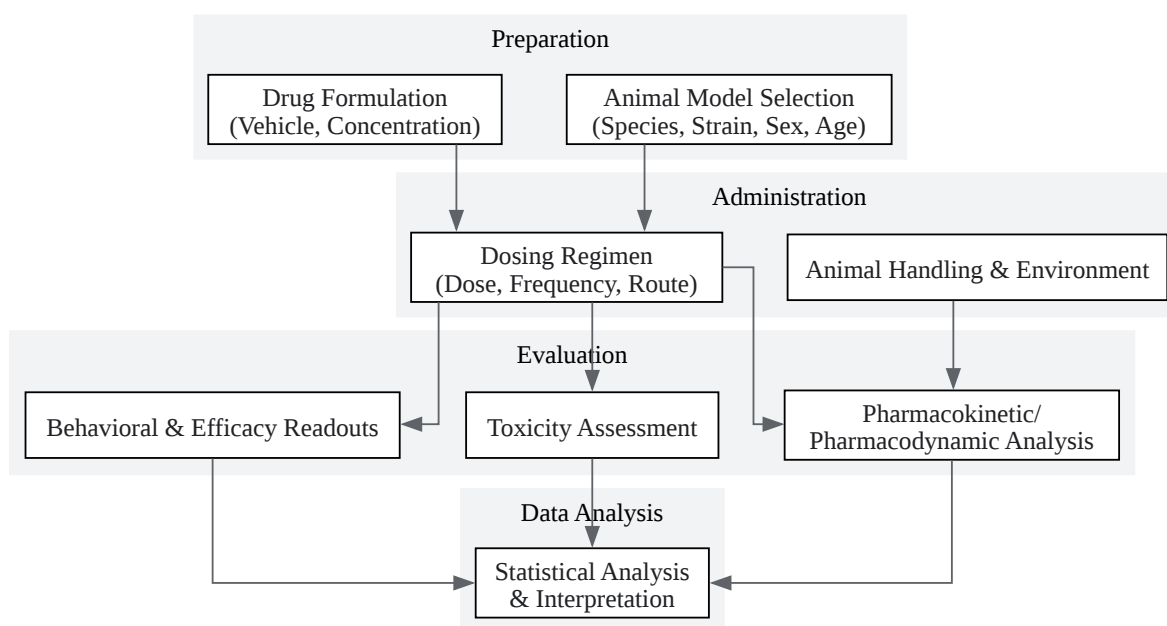 Preparation
Drug Formulation
(Vehicle, Concentration)
Animal Model Selection
(Species, Strain, Sex, Age)
Administration
Dosing Regimen
(Dose, Frequency, Route)
Animal Handling & Environment
Evaluation
Behavioral & Efficacy Readouts
Toxicity Assessment
Pharmacokinetic/
Pharmacodynamic Analysis
Data Analysis
Statistical Analysis
& Interpretation